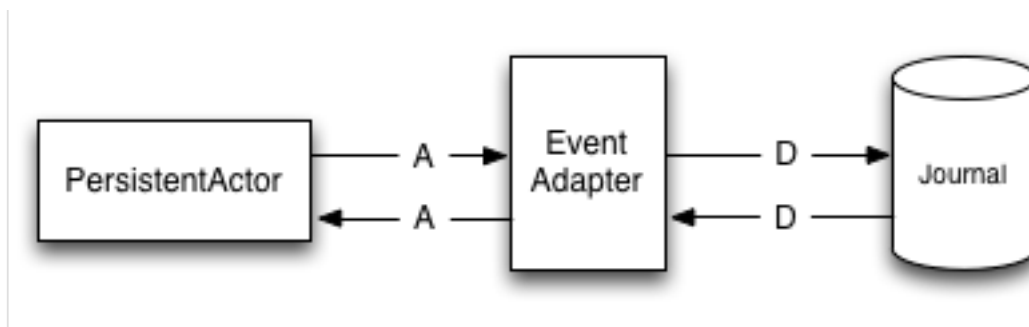 PersistentActor
A
A
Event
Adapter
D
D
Journal